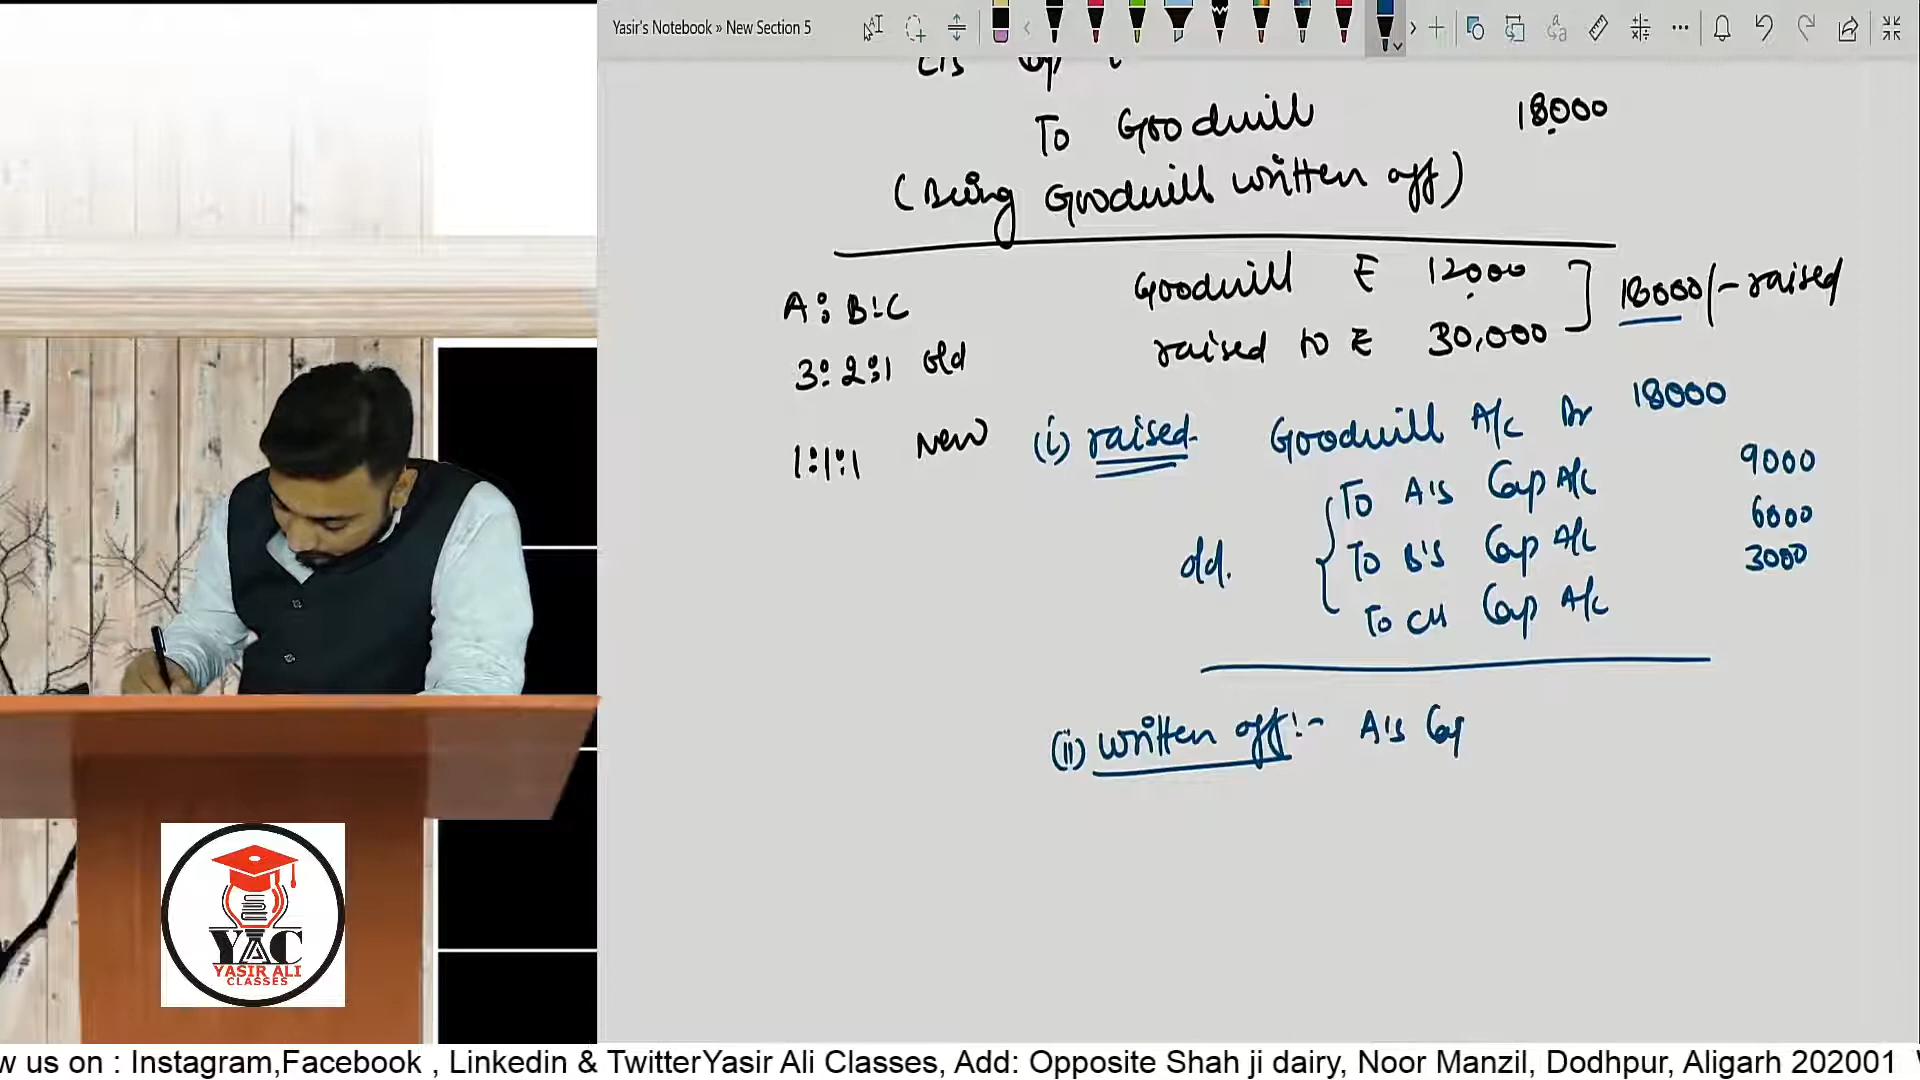 Yasir's Notebook » New Section 5
To Goodwill 18000
(Being Goodwill written off)
A:B:C
3:2:1 old
1:1:1 New
Goodwill ₹ 12000
raised to ₹ 30,000
18000/- raised
(i) raised Goodwill A/c Dr 18000
To A's Cap A/c 9000
old. To B's Cap A/c 6000
To C's Cap A/c 3000
(ii) written off:- A's Cap
YAC
YASIR ALI
CLASSES
w us on : Instagram,Facebook , Linkedin & TwitterYasir Ali Classes, Add: Opposite Shah ji dairy, Noor Manzil, Dodhpur, Aligarh 202001